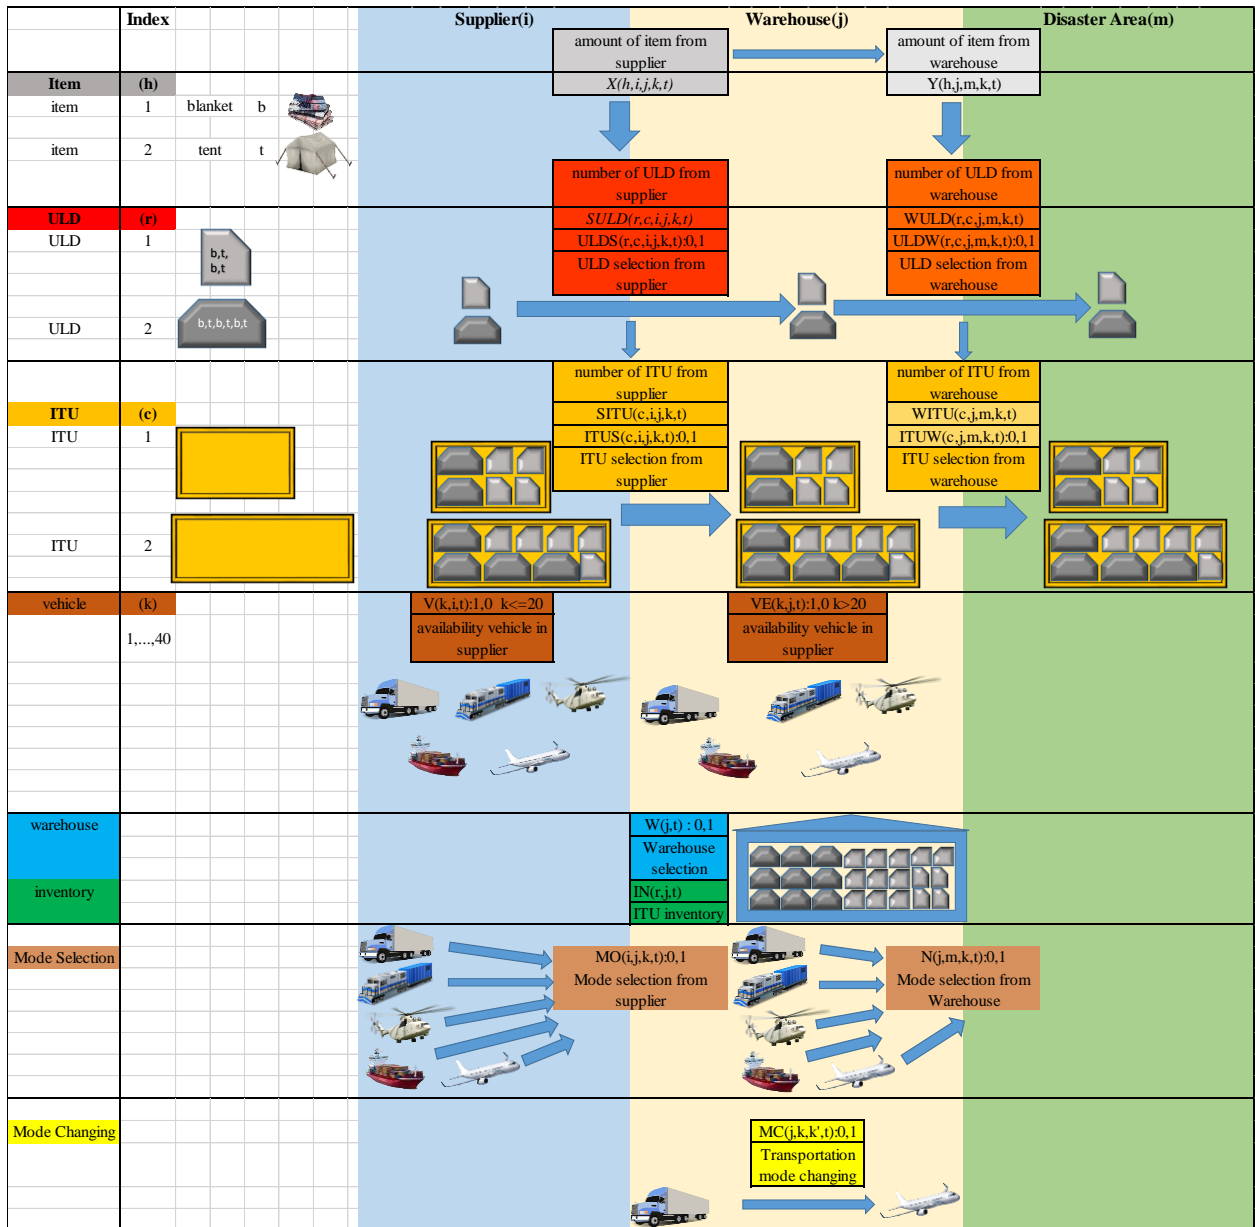 Index
Supplier(i)
Warehouse(j)
Disaster Area(m)
amount of item from
supplier
amount of item from
warehouse
Item
(h)
X(h,i,j,k,t)
Y(h,j,m,k,t)
item
1
blanket
b
item
2
tent
t
number of ULD from
supplier
number of ULD from
warehouse
ULD
(r)
SULD(r,c,i,j,k,t)
WULD(r,c,j,m,k,t)
ULD
1
ULDS(r,c,i,j,k,t):0,1
ULDW(r,c,j,m,k,t):0,1
b,t,
b,t
ULD selection from
supplier
ULD selection from
warehouse
ULD
2
b,t,b,t,b,t
number of ITU from
supplier
number of ITU from
warehouse
ITU
(c)
SITU(c,i,j,k,t)
WITU(c,j,m,k,t)
ITU
1
ITUS(c,i,j,k,t):0,1
ITUW(c,j,m,k,t):0,1
ITU selection from
supplier
ITU selection from
warehouse
ITU
2
vehicle
(k)
V(k,i,t):1,0 k<=20
VE(k,j,t):1,0 k>20
1,...,40
availability vehicle in
supplier
availability vehicle in
supplier
warehouse
W(j,t) : 0,1
Warehouse
selection
inventory
IN(r,j,t)
ITU inventory
Mode Selection
MO(i,j,k,t):0,1
Mode selection from
supplier
N(j,m,k,t):0,1
Mode selection from
Warehouse
Mode Changing
MC(j,k,k',t):0,1
Transportation
mode changing